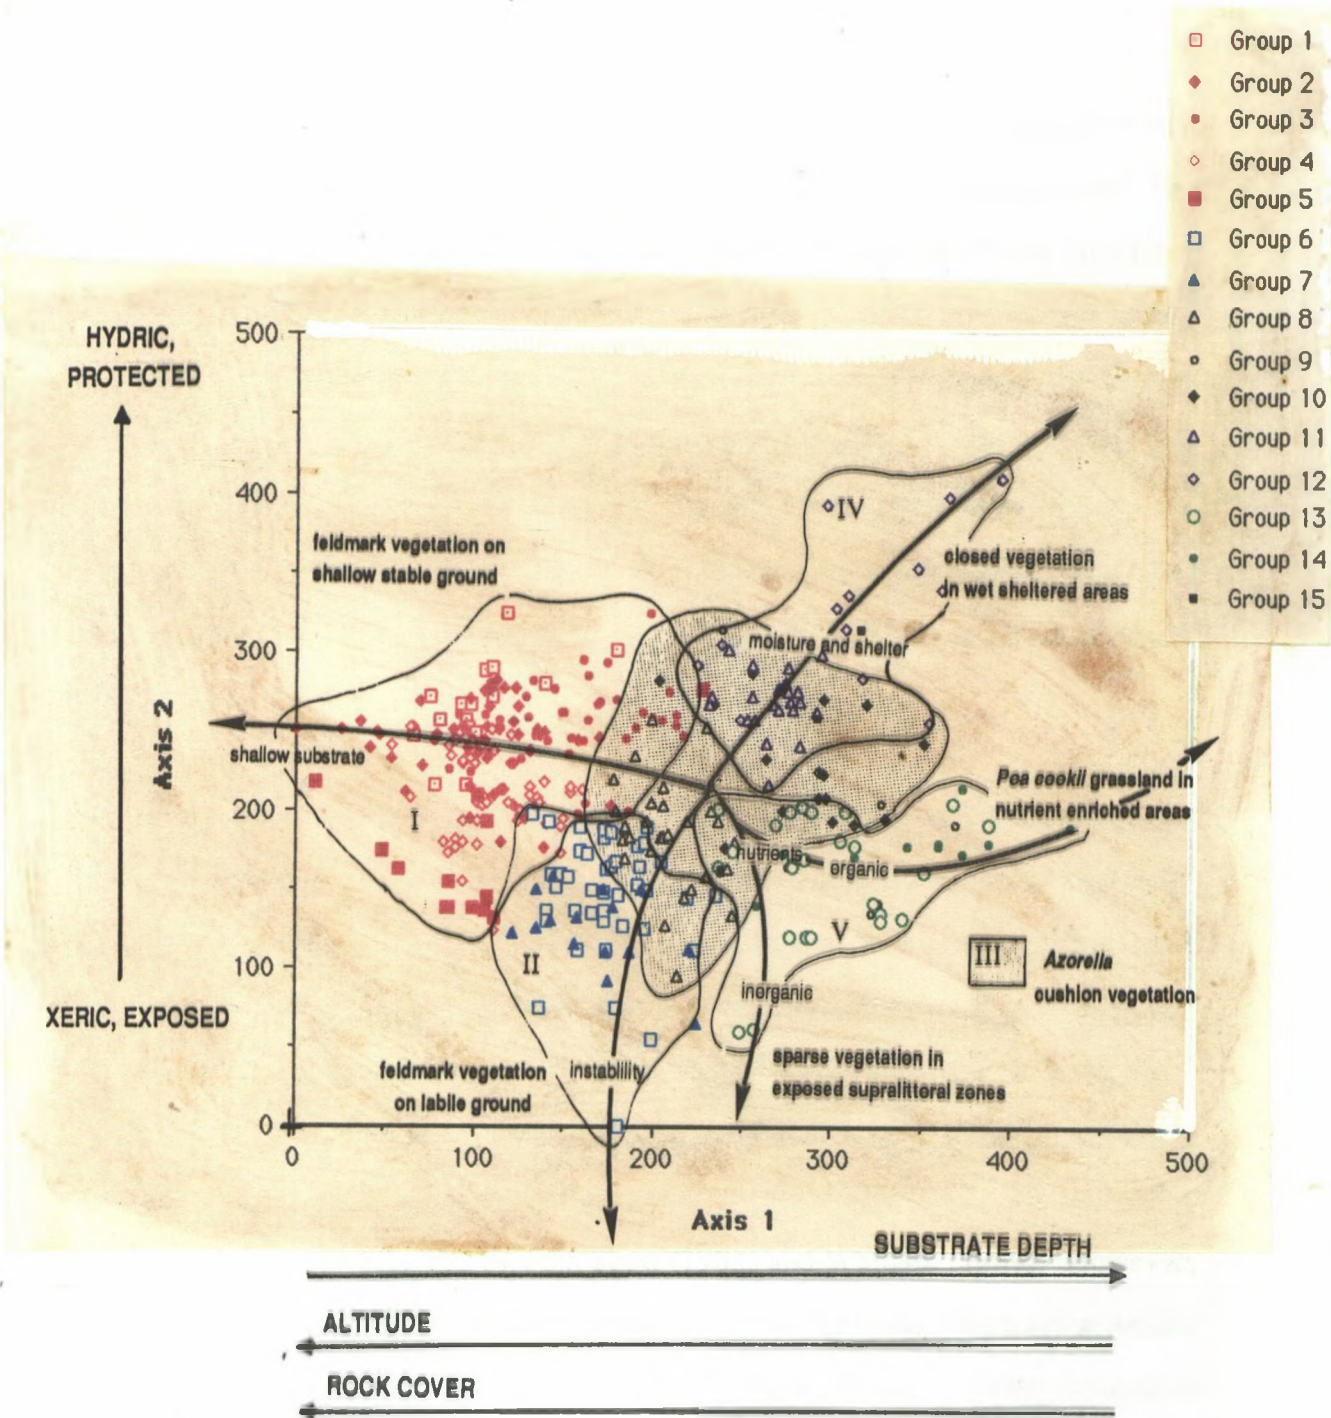 Group 1
Group 2
Group 3
Group 4
Group 5
Group 6
Group 7
Group 8
Group 9
Group 10
Group 11
Group 12
Group 13
Group 14
Group 15
HYDRIC,
PROTECTED
XERIC, EXPOSED
Axis 2
500
400
300
200
100
0
feldmark vegetation on
shallow stable ground
IV
closed vegetation
in wet sheltered areas
moisture and shelter
shallow substrate
I
Poa cookii grassland in
nutrient enriched areas
nutrients
organic
V
II
III
Azorella
cushion vegetation
inorganic
feldmark vegetation
on labile ground
instability
sparse vegetation in
exposed supralittoral zones
0
100
200
300
400
500
Axis 1
SUBSTRATE DEPTH
ALTITUDE
ROCK COVER